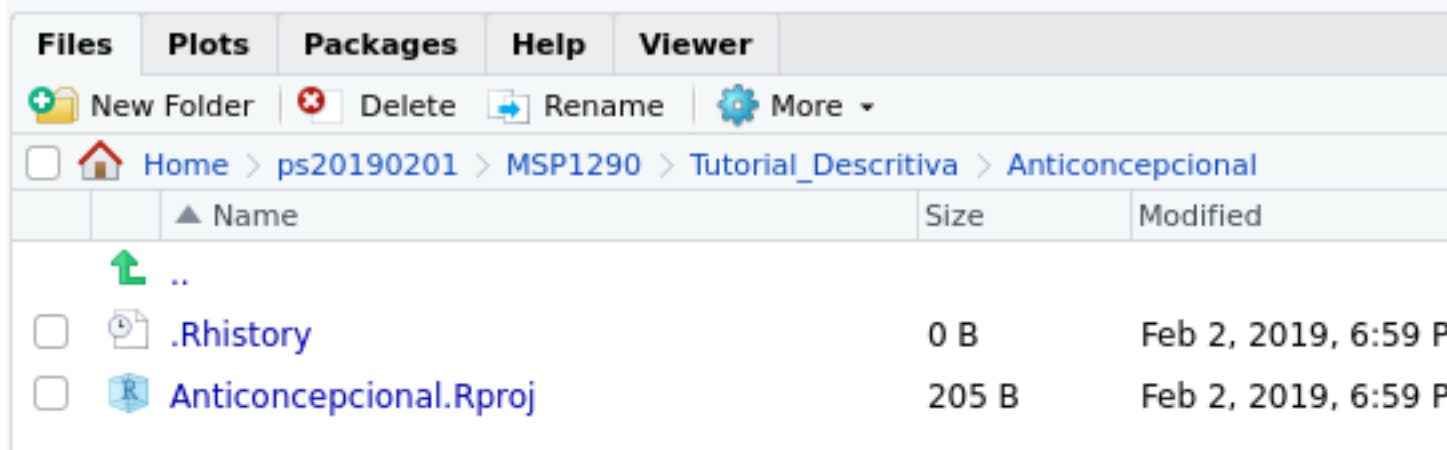 Files Plots Packages Help Viewer
New Folder Delete Rename More
Home > ps20190201 > MSP1290 > Tutorial_Descritiva > Anticoncepcional
Name Size Modified
..
.Rhistory 0 B Feb 2, 2019, 6:59 P
Anticoncepcional.Rproj 205 B Feb 2, 2019, 6:59 P